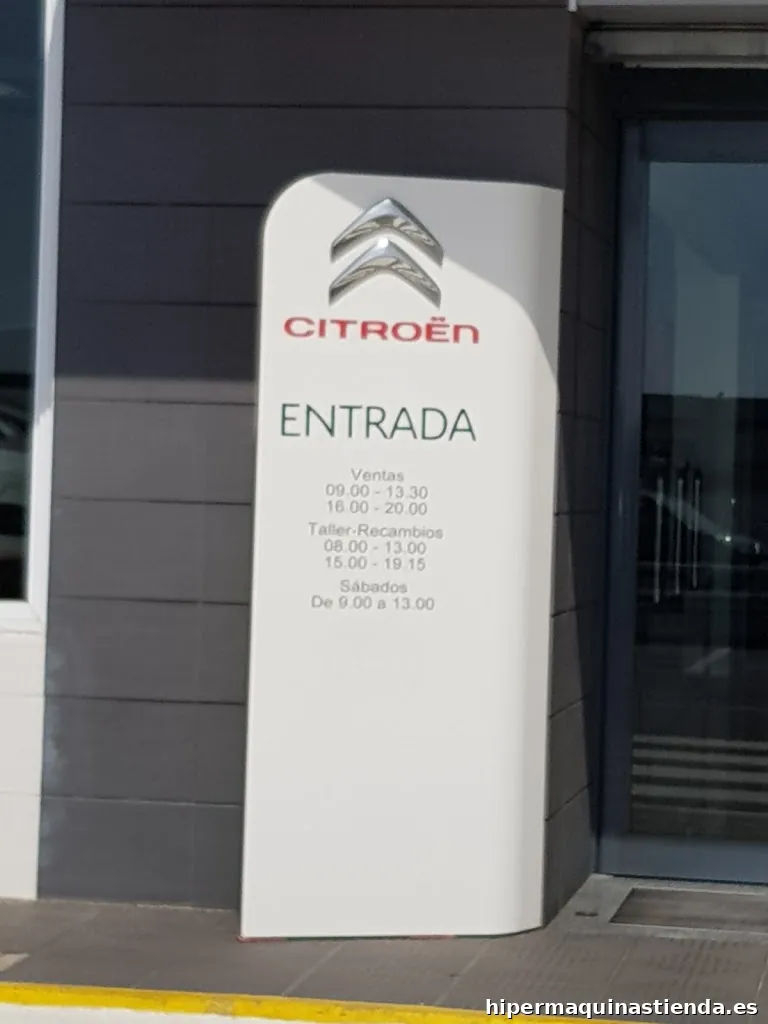 CITROËN
ENTRADA
Ventas
09.00 - 13.30
16.00 - 20.00
Taller-Recambios
08.00 - 13.00
15.00 - 19.15
Sábados
De 9.00 a 13.00
hipermaquinastienda.es